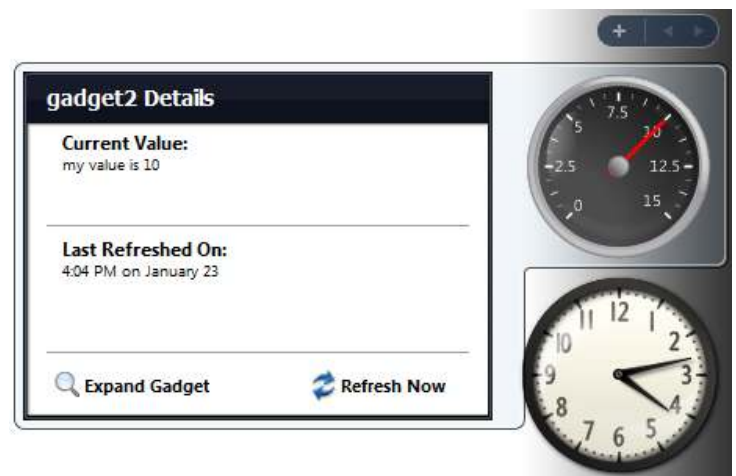 gadget2 Details
Current Value:
my value is 10
Last Refreshed On:
4:04 PM on January 23
Expand Gadget
Refresh Now
0
2.5
5
7.5
10
12.5
15
12
1
2
3
4
5
6
7
8
9
10
11